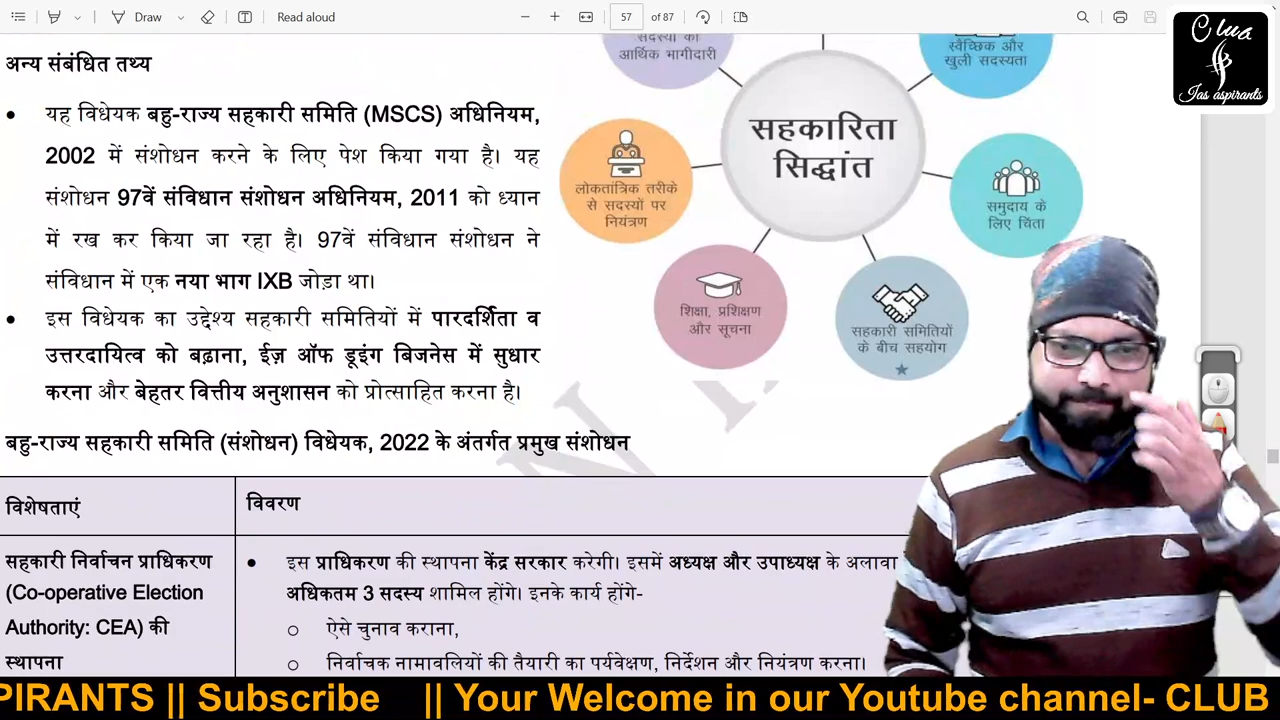 Draw
Read aloud
57 of 87
Clua
Ias aspirants
अन्य संबंधित तथ्य
• यह विधेयक बहु-राज्य सहकारी समिति (MSCS) अधिनियम,
2002 में संशोधन करने के लिए पेश किया गया है। यह
संशोधन 97वें संविधान संशोधन अधिनियम, 2011 को ध्यान
में रख कर किया जा रहा है। 97वें संविधान संशोधन ने
संविधान में एक नया भाग IXB जोड़ा था।
• इस विधेयक का उद्देश्य सहकारी समितियों में पारदर्शिता व
उत्तरदायित्व को बढ़ाना, ईज़ ऑफ डूइंग बिजनेस में सुधार
करना और बेहतर वित्तीय अनुशासन को प्रोत्साहित करना है।
सदस्यों की
आर्थिक भागीदारी
स्वैच्छिक और
खुली सदस्यता
सहकारिता
सिद्धांत
लोकतांत्रिक तरीके
से सदस्यों पर
नियंत्रण
समुदाय के
लिए चिंता
शिक्षा, प्रशिक्षण
और सूचना
सहकारी समितियों
के बीच सहयोग
बहु-राज्य सहकारी समिति (संशोधन) विधेयक, 2022 के अंतर्गत प्रमुख संशोधन
विशेषताएं
विवरण
सहकारी निर्वाचन प्राधिकरण
(Co-operative Election
Authority: CEA) की
स्थापना
• इस प्राधिकरण की स्थापना केंद्र सरकार करेगी। इसमें अध्यक्ष और उपाध्यक्ष के अलावा
अधिकतम 3 सदस्य शामिल होंगे। इनके कार्य होंगे-
o ऐसे चुनाव कराना,
o निर्वाचक नामावलियों की तैयारी का पर्यवेक्षण, निर्देशन और नियंत्रण करना।
PIRANTS || Subscribe || Your Welcome in our Youtube channel- CLUB